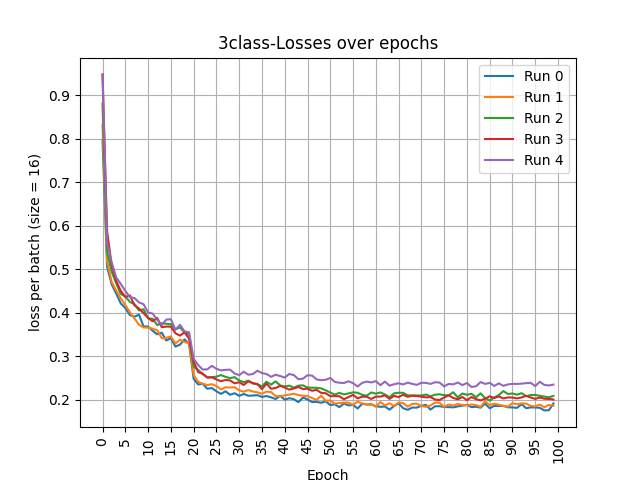 3class-Losses over epochs
loss per batch (size = 16)
0.9
0.8
0.7
0.6
0.5
0.4
0.3
0.2
Run 0
Run 1
Run 2
Run 3
Run 4
0 5 10 15 20 25 30 35 40 45 50 55 60 65 70 75 80 85 90 95 100
Epoch